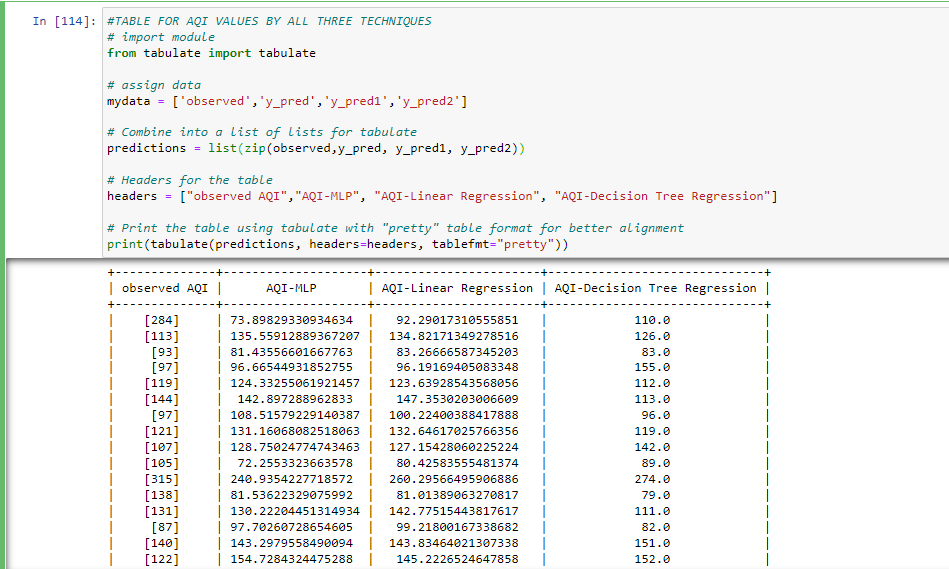 In [114]: #TABLE FOR AQI VALUES BY ALL THREE TECHNIQUES
# import module
from tabulate import tabulate
# assign data
mydata = ['observed','y_pred','y_pred1','y_pred2']
# Combine into a list of lists for tabulate
predictions = list(zip(observed,y_pred, y_pred1, y_pred2))
# Headers for the table
headers = ["observed AQI","AQI-MLP", "AQI-Linear Regression", "AQI-Decision Tree Regression"]
# Print the table using tabulate with "pretty" table format for better alignment
print(tabulate(predictions, headers=headers, tablefmt="pretty"))
+--------------+--------------------+-----------------------+------------------------------+
| observed AQI | AQI-MLP | AQI-Linear Regression | AQI-Decision Tree Regression |
+--------------+--------------------+-----------------------+------------------------------+
| [284] | 73.89829330934634 | 92.29017310555851 | 110.0 |
| [113] | 135.55912889367207 | 134.82171349278516 | 126.0 |
| [93] | 81.43556601667763 | 83.26666587345203 | 83.0 |
| [97] | 96.66544931852755 | 96.19169405083348 | 155.0 |
| [119] | 124.33255061921457 | 123.63928543568056 | 112.0 |
| [144] | 142.897288962833 | 147.3530203006609 | 113.0 |
| [97] | 108.51579229140387 | 100.22400388417888 | 96.0 |
| [121] | 131.16068082518063 | 132.64617025766356 | 119.0 |
| [107] | 128.75024774743463 | 127.15428060225224 | 142.0 |
| [105] | 72.2553323663578 | 80.42583555481374 | 89.0 |
| [315] | 240.9354227718572 | 260.29566495906886 | 274.0 |
| [138] | 81.53622329075992 | 81.01389063270817 | 79.0 |
| [131] | 130.22204451314934 | 142.77515443817617 | 111.0 |
| [87] | 97.70260728654605 | 99.21800167338682 | 82.0 |
| [140] | 143.2979558490094 | 143.83464021307338 | 151.0 |
| [122] | 154.7284324475288 | 145.2226524647858 | 152.0 |